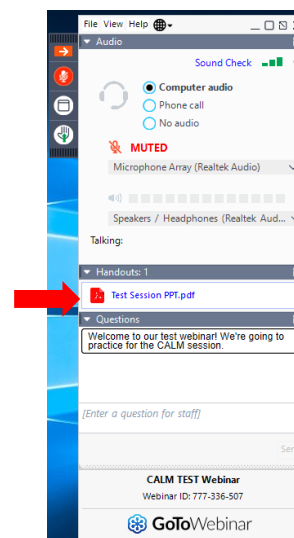 File View Help
Audio
Sound Check
Computer audio
Phone call
No audio
MUTED
Microphone Array (Realtek Audio)
Speakers / Headphones (Realtek Aud...
Talking:
Handouts: 1
Test Session PPT.pdf
Questions
Welcome to our test webinar! We're going to
practice for the CALM session.
[Enter a question for staff]
Sen
CALM TEST Webinar
Webinar ID: 777-336-507
GoToWebinar